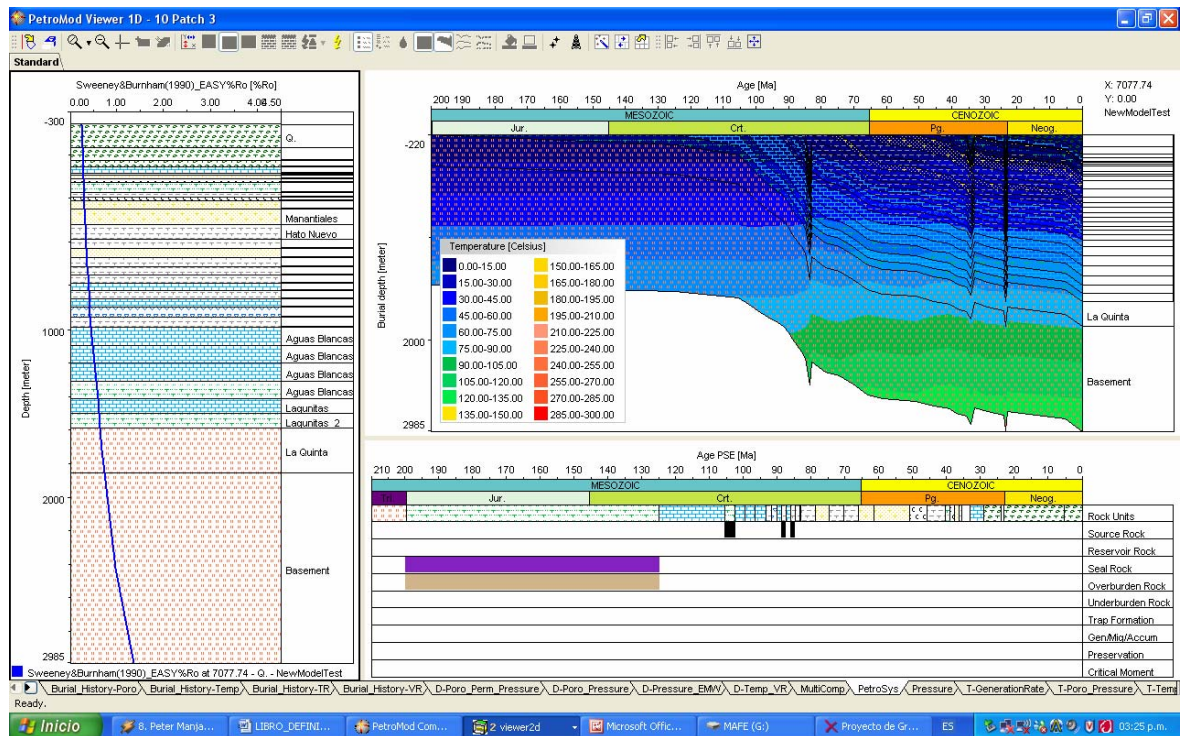 PetroMod Viewer 1D - 10 Patch 3
Standard
Sweeney&Burnham(1990)_EASY%Ro [%Ro]
0.00 1.00 2.00 3.00 4.00 4.50
-300
1000
2000
2985
Depth [meter]
Q.
Manantiales
Hato Nuevo
Aguas Blancas
Aguas Blancas
Aguas Blancas
Aguas Blancas
Lagunitas
Lagunitas_2
La Quinta
Basement
Sweeney&Burnham(1990)_EASY%Ro at 7077.74 - Q. - NewModelTest
Age [Ma]
200 190 180 170 160 150 140 130 120 110 100 90 80 70 60 50 40 30 20 10 0
MESOZOIC CENOZOIC
Jur. Crt. Pg. Neog.
X: 7077.74
Y: 0.00
NewModelTest
-220
2000
2985
Burial depth [meter]
Temperature [Celsius]
0.00-15.00 150.00-165.00
15.00-30.00 165.00-180.00
30.00-45.00 180.00-195.00
45.00-60.00 195.00-210.00
60.00-75.00 210.00-225.00
75.00-90.00 225.00-240.00
90.00-105.00 240.00-255.00
105.00-120.00 255.00-270.00
120.00-135.00 270.00-285.00
135.00-150.00 285.00-300.00
La Quinta
Basement
Age PSE [Ma]
210 200 190 180 170 160 150 140 130 120 110 100 90 80 70 60 50 40 30 20 10 0
MESOZOIC CENOZOIC
Tri. Jur. Crt. Pg. Neog.
Rock Units
Source Rock
Reservoir Rock
Seal Rock
Overburden Rock
Underburden Rock
Trap Formation
Gen/Mig/Accum
Preservation
Critical Moment
Burial_History-Poro Burial_History-Temp Burial_History-TR Burial_History-VR D-Poro_Perm_Pressure D-Poro_Pressure D-Pressure_EMW D-Temp_VR MultiComp PetroSys Pressure T-GenerationRate T-Poro_Pressure T-Temp
Ready.
Inicio 8. Peter Manja... LIBRO_DEFINI... PetroMod Com... 2 viewer2d Microsoft Offic... MAFE (G:) Proyecto de Gr... ES 03:25 p.m.